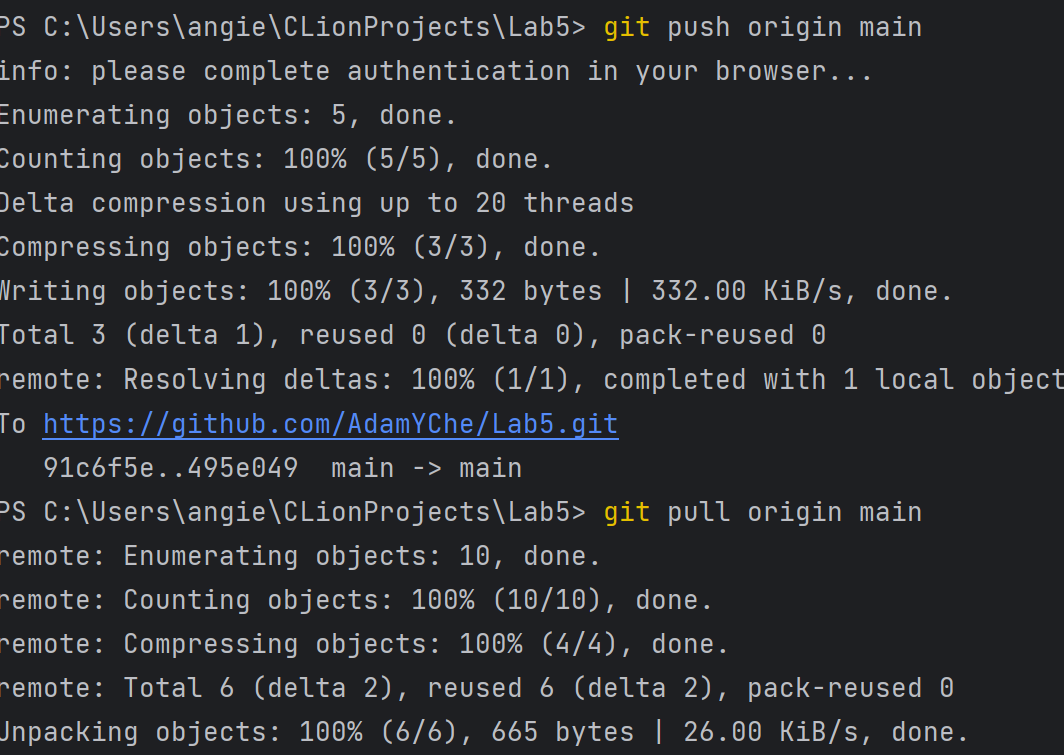 PS C:\Users\angie\CLionProjects\Lab5> git push origin main
info: please complete authentication in your browser...
Enumerating objects: 5, done.
Counting objects: 100% (5/5), done.
Delta compression using up to 20 threads
Compressing objects: 100% (3/3), done.
Writing objects: 100% (3/3), 332 bytes | 332.00 KiB/s, done.
Total 3 (delta 1), reused 0 (delta 0), pack-reused 0
remote: Resolving deltas: 100% (1/1), completed with 1 local object
To https://github.com/AdamYChe/Lab5.git
91c6f5e..495e049  main -> main
PS C:\Users\angie\CLionProjects\Lab5> git pull origin main
remote: Enumerating objects: 10, done.
remote: Counting objects: 100% (10/10), done.
remote: Compressing objects: 100% (4/4), done.
remote: Total 6 (delta 2), reused 6 (delta 2), pack-reused 0
Unpacking objects: 100% (6/6), 665 bytes | 26.00 KiB/s, done.